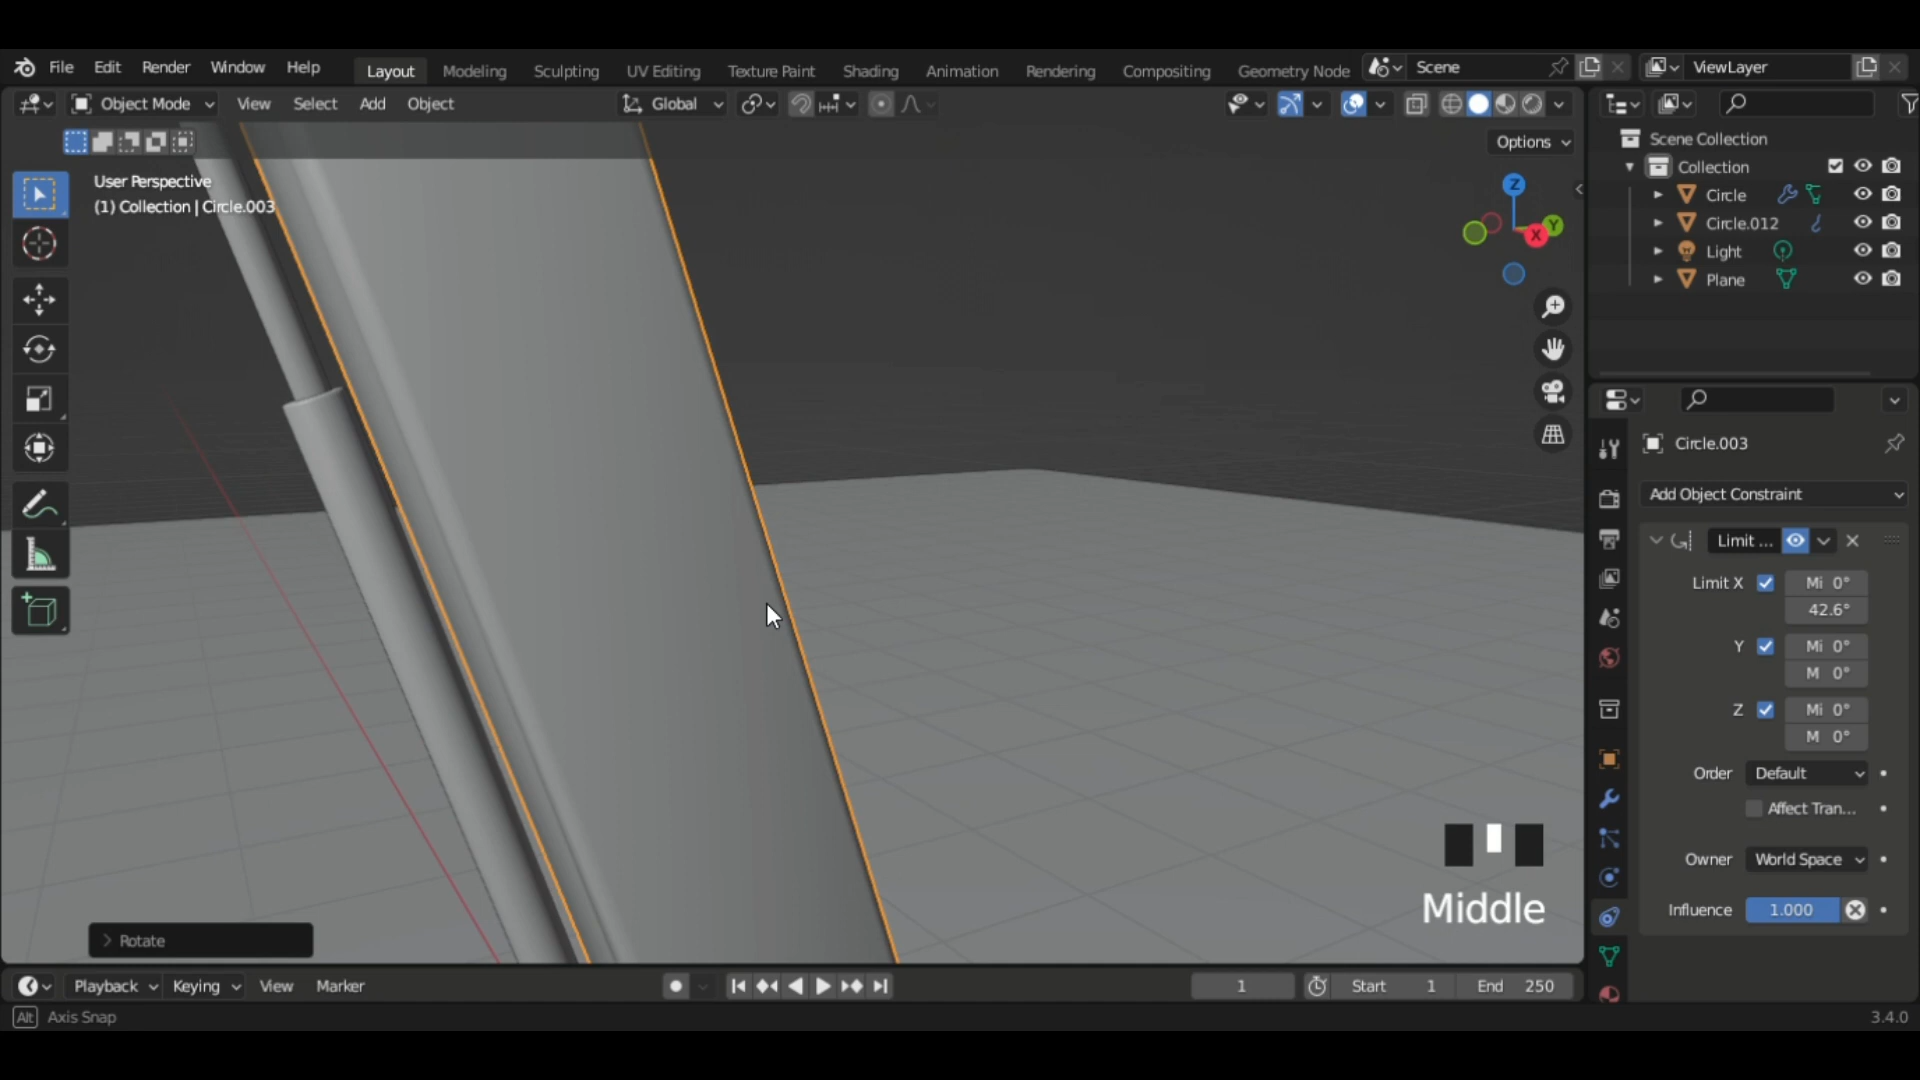 File Edit Render Window Help Layout Modeling Sculpting UV Editing Texture Paint Shading Animation Rendering Compositing Geometry Node Scene ViewLayer
Object Mode View Select Add Object Global
Options
User Perspective
(1) Collection | Circle.003
Z
Y
X
Scene Collection
Collection
Circle
Circle.012
Light
Plane
Circle.003
Add Object Constraint
Limit ...
Limit X Mi 0°
42.6°
Y Mi 0°
M 0°
Z Mi 0°
M 0°
Order Default
Affect Tran...
Owner World Space
Influence 1.000
Middle
Rotate
Playback Keying View Marker 1 Start 1 End 250
Alt Axis Snap 3.4.0